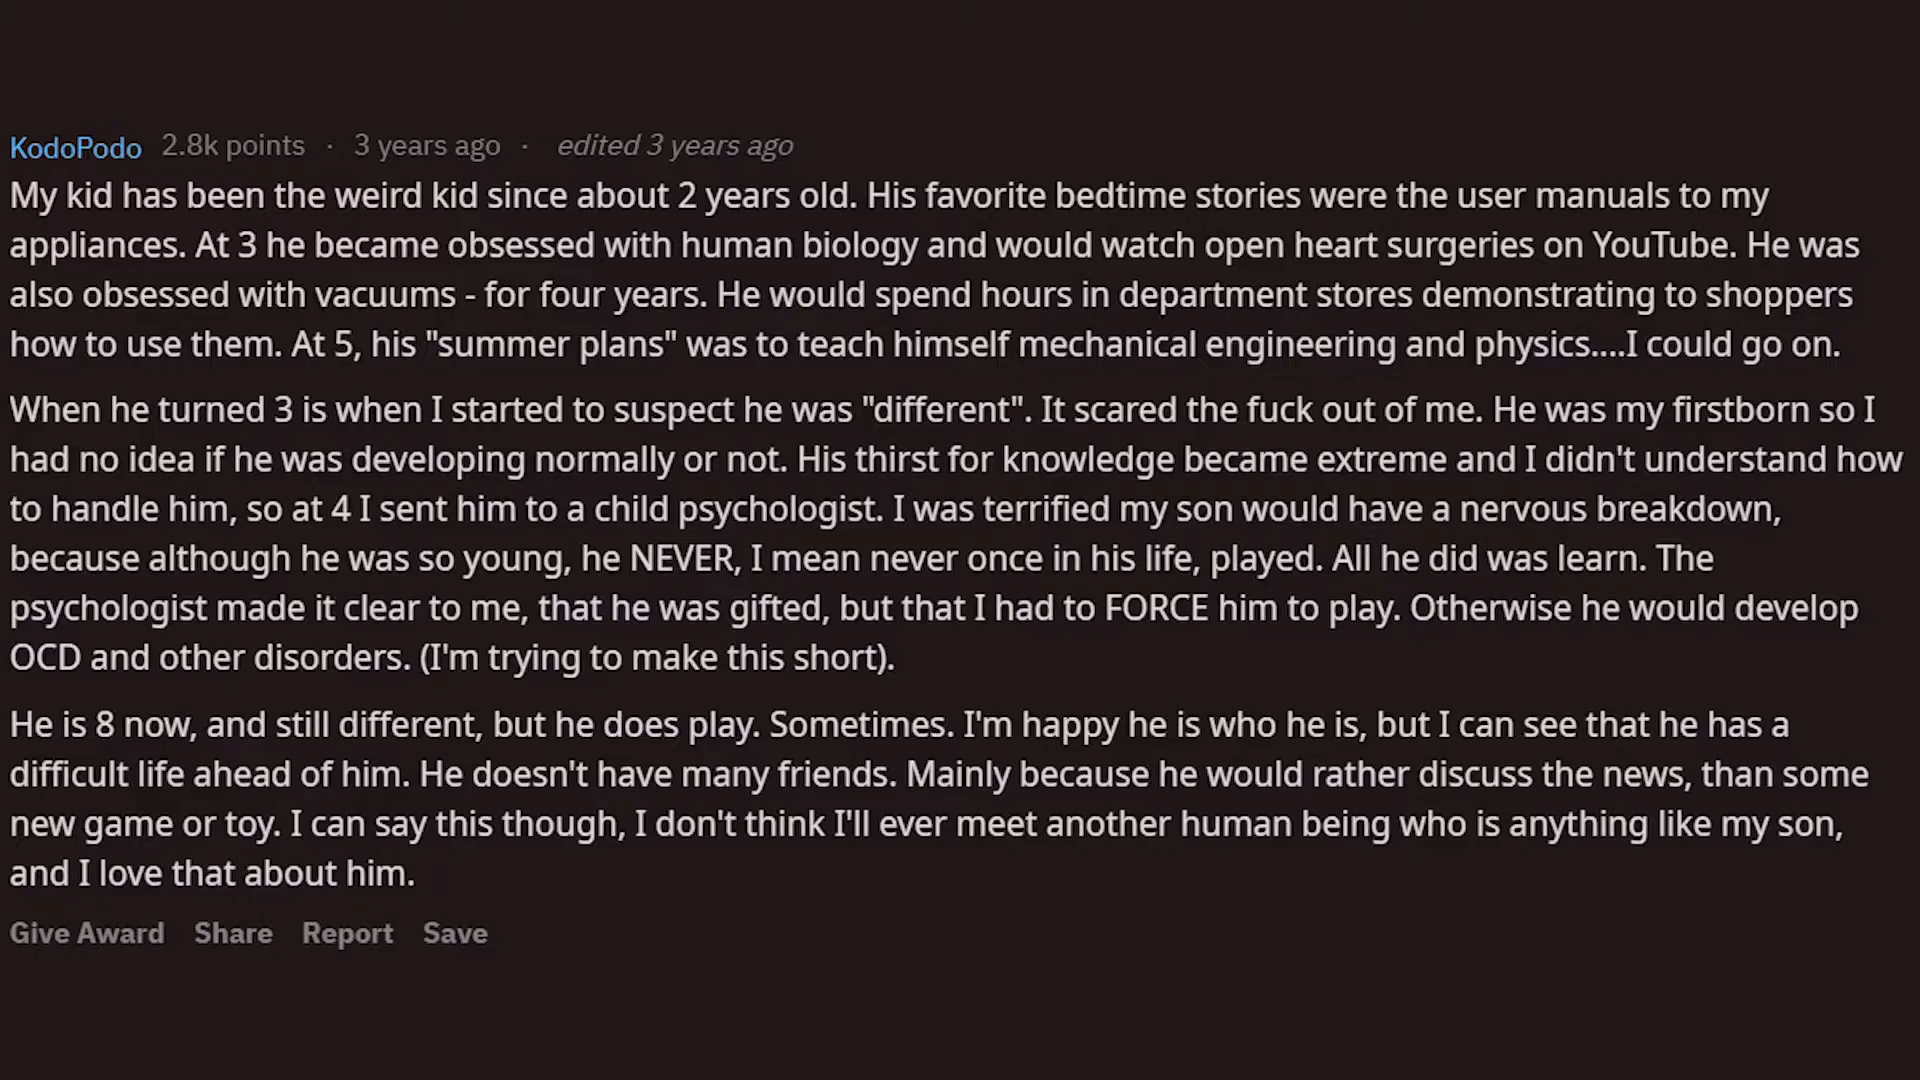 KodoPodo 2.8k points · 3 years ago · edited 3 years ago
My kid has been the weird kid since about 2 years old. His favorite bedtime stories were the user manuals to my
appliances. At 3 he became obsessed with human biology and would watch open heart surgeries on YouTube. He was
also obsessed with vacuums - for four years. He would spend hours in department stores demonstrating to shoppers
how to use them. At 5, his "summer plans" was to teach himself mechanical engineering and physics....I could go on.
When he turned 3 is when I started to suspect he was "different". It scared the fuck out of me. He was my firstborn so I
had no idea if he was developing normally or not. His thirst for knowledge became extreme and I didn't understand how
to handle him, so at 4 I sent him to a child psychologist. I was terrified my son would have a nervous breakdown,
because although he was so young, he NEVER, I mean never once in his life, played. All he did was learn. The
psychologist made it clear to me, that he was gifted, but that I had to FORCE him to play. Otherwise he would develop
OCD and other disorders. (I'm trying to make this short).
He is 8 now, and still different, but he does play. Sometimes. I'm happy he is who he is, but I can see that he has a
difficult life ahead of him. He doesn't have many friends. Mainly because he would rather discuss the news, than some
new game or toy. I can say this though, I don't think I'll ever meet another human being who is anything like my son,
and I love that about him.
Give Award Share Report Save